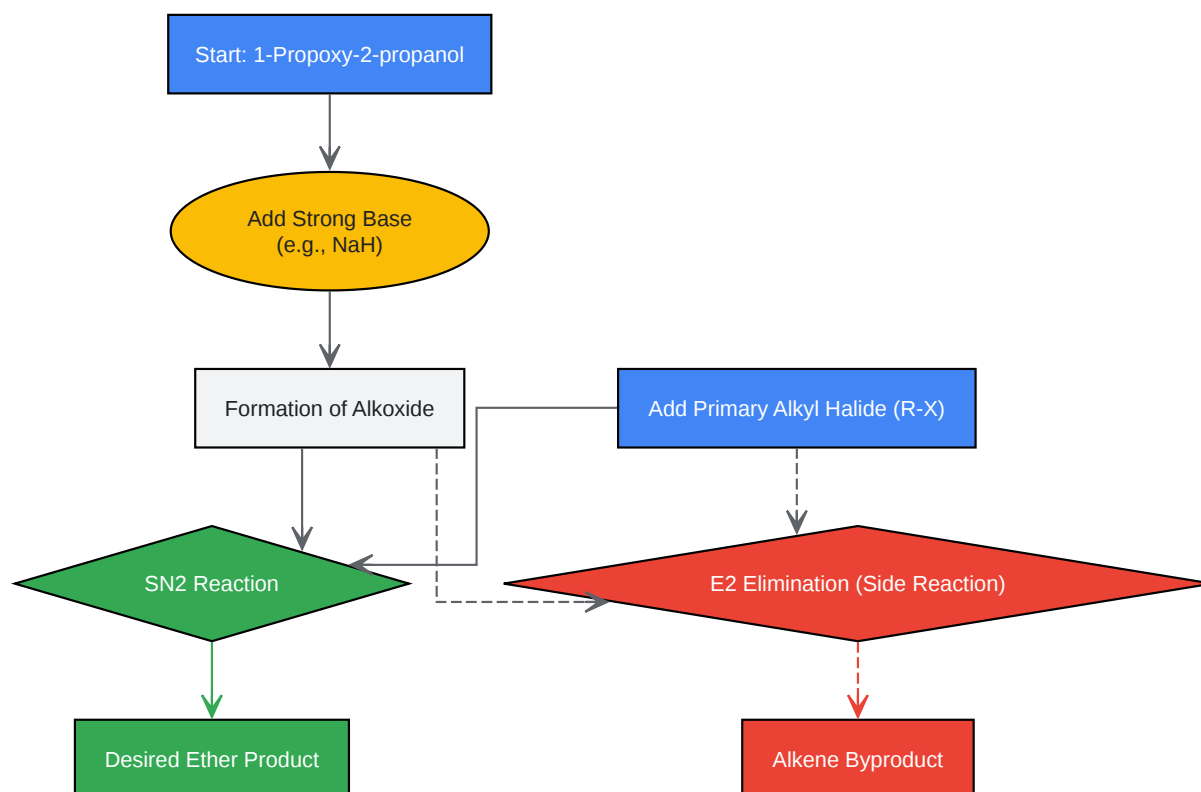 Start: 1-Propoxy-2-propanol
Add Strong Base
(e.g., NaH)
Formation of Alkoxide
Add Primary Alkyl Halide (R-X)
SN2 Reaction
E2 Elimination (Side Reaction)
Desired Ether Product
Alkene Byproduct